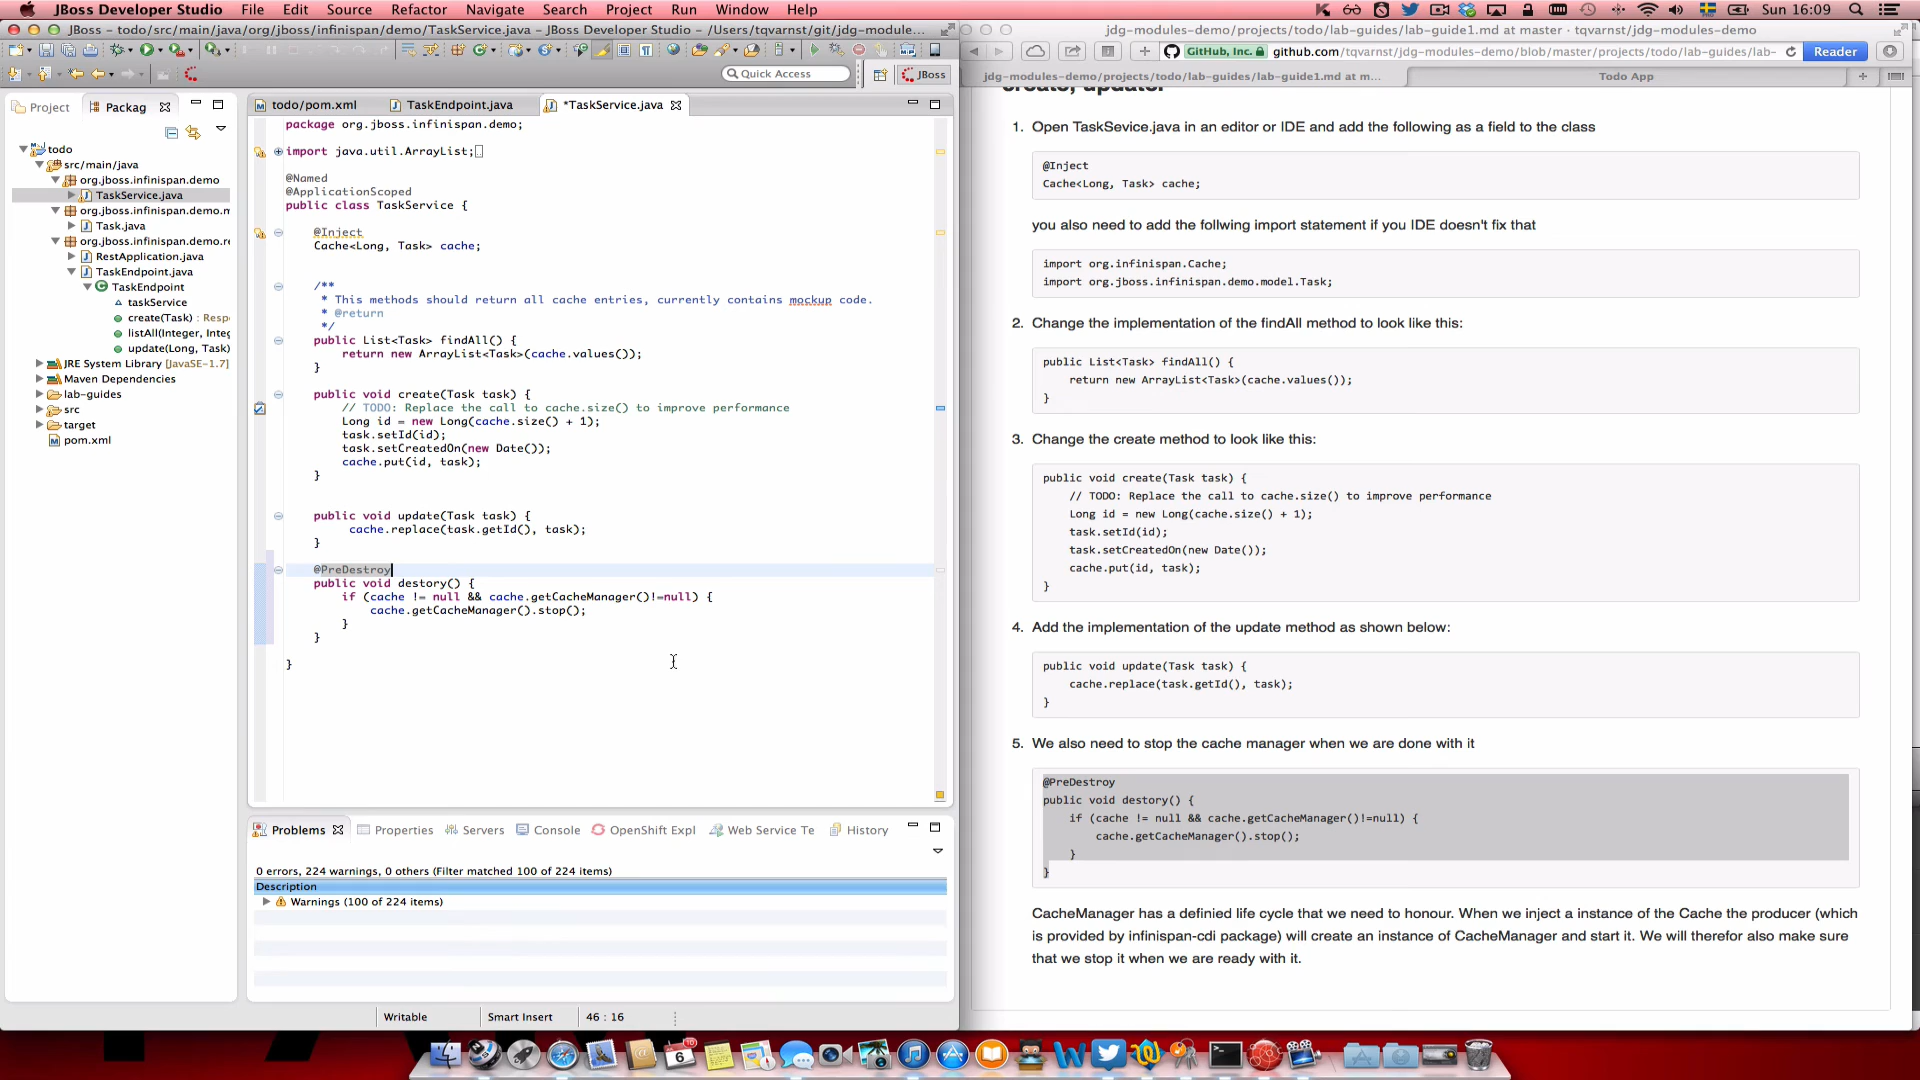 JBoss Developer Studio File Edit Source Refactor Navigate Search Project Run Window Help Sun 16:09
JBoss – todo/src/main/java/org/jboss/infinispan/demo/TaskService.java – JBoss Developer Studio – /Users/tqvarnst/git/jdg-module...
Quick Access JBoss
Project Packag
todo
src/main/java
org.jboss.infinispan.demo
TaskService.java
org.jboss.infinispan.demo.m
Task.java
org.jboss.infinispan.demo.re
RestApplication.java
TaskEndpoint.java
TaskEndpoint
taskService
create(Task) : Resp
listAll(Integer, Integ
update(Long, Task)
JRE System Library [JavaSE-1.7]
Maven Dependencies
lab-guides
src
target
pom.xml
todo/pom.xml TaskEndpoint.java *TaskService.java
package org.jboss.infinispan.demo;
import java.util.ArrayList;
@Named
@ApplicationScoped
public class TaskService {
@Inject
Cache<Long, Task> cache;
/**
* This methods should return all cache entries, currently contains mockup code.
* @return
*/
public List<Task> findAll() {
return new ArrayList<Task>(cache.values());
}
public void create(Task task) {
// TODO: Replace the call to cache.size() to improve performance
Long id = new Long(cache.size() + 1);
task.setId(id);
task.setCreatedOn(new Date());
cache.put(id, task);
}
public void update(Task task) {
cache.replace(task.getId(), task);
}
@PreDestroy
public void destory() {
if (cache != null && cache.getCacheManager()!=null) {
cache.getCacheManager().stop();
}
}
}
Problems Properties Servers Console OpenShift Expl Web Service Te History
0 errors, 224 warnings, 0 others (Filter matched 100 of 224 items)
Description
Warnings (100 of 224 items)
Writable Smart Insert 46 : 16
jdg-modules-demo/projects/todo/lab-guides/lab-guide1.md at master · tqvarnst/jdg-modules-demo
GitHub, Inc. github.com/tqvarnst/jdg-modules-demo/blob/master/projects/todo/lab-guides/lab- Reader
jdg-modules-demo/projects/todo/lab-guides/lab-guide1.md at m... Todo App
create, update.
1. Open TaskSevice.java in an editor or IDE and add the following as a field to the class
@Inject
Cache<Long, Task> cache;
you also need to add the follwing import statement if you IDE doesn't fix that
import org.infinispan.Cache;
import org.jboss.infinispan.demo.model.Task;
2. Change the implementation of the findAll method to look like this:
public List<Task> findAll() {
return new ArrayList<Task>(cache.values());
}
3. Change the create method to look like this:
public void create(Task task) {
// TODO: Replace the call to cache.size() to improve performance
Long id = new Long(cache.size() + 1);
task.setId(id);
task.setCreatedOn(new Date());
cache.put(id, task);
}
4. Add the implementation of the update method as shown below:
public void update(Task task) {
cache.replace(task.getId(), task);
}
5. We also need to stop the cache manager when we are done with it
@PreDestroy
public void destory() {
if (cache != null && cache.getCacheManager()!=null) {
cache.getCacheManager().stop();
}
}
CacheManager has a definied life cycle that we need to honour. When we inject a instance of the Cache the producer (which
is provided by infinispan-cdi package) will create an instance of CacheManager and start it. We will therefor also make sure
that we stop it when we are ready with it.